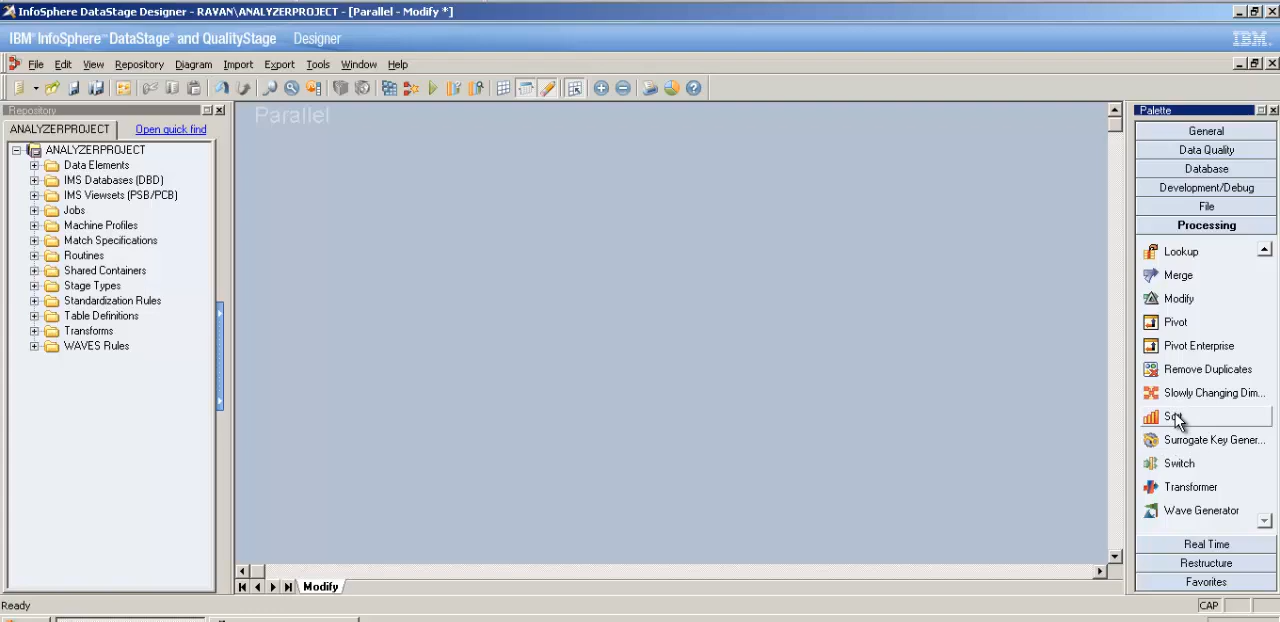 InfoSphere DataStage Designer - RAVAN\ANALYZERPROJECT - [Parallel - Modify *]
IBM® InfoSphere™ DataStage® and QualityStage Designer
IBM.
File Edit View Repository Diagram Import Export Tools Window Help
Repository
ANALYZERPROJECT Open quick find
ANALYZERPROJECT
Data Elements
IMS Databases (DBD)
IMS Viewsets (PSB/PCB)
Jobs
Machine Profiles
Match Specifications
Routines
Shared Containers
Stage Types
Standardization Rules
Table Definitions
Transforms
WAVES Rules
Parallel
Modify
Palette
General
Data Quality
Database
Development/Debug
File
Processing
Lookup
Merge
Modify
Pivot
Pivot Enterprise
Remove Duplicates
Slowly Changing Dim...
Surrogate Key Gener...
Switch
Transformer
Wave Generator
Real Time
Restructure
Favorites
Ready
CAP